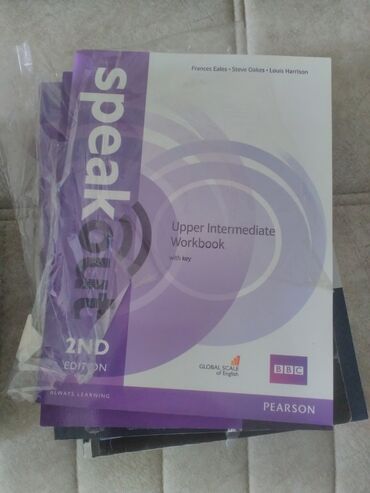 Frances Eales • Steve Oakes • Louis Harrison
speakout
Upper Intermediate
Workbook
with key
2ND
EDITION
GLOBAL SCALE
of English
BBC
ALWAYS LEARNING
PEARSON